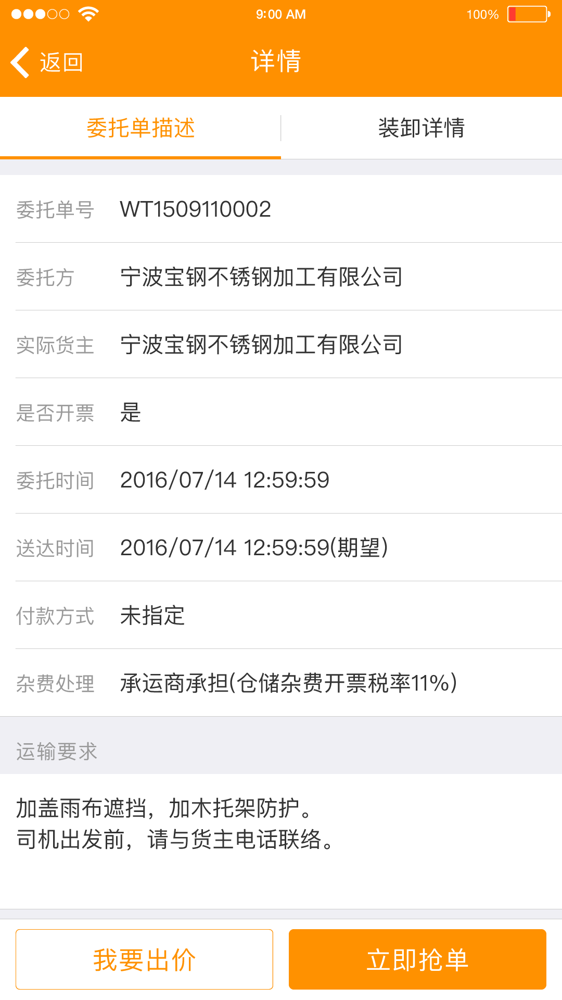 9:00 AM
100%
返回
详情
委托单描述
装卸详情
委托单号 WT1509110002
委托方 宁波宝钢不锈钢加工有限公司
实际货主 宁波宝钢不锈钢加工有限公司
是否开票 是
委托时间 2016/07/14 12:59:59
送达时间 2016/07/14 12:59:59(期望)
付款方式 未指定
杂费处理 承运商承担(仓储杂费开票税率11%)
运输要求
加盖雨布遮挡，加木托架防护。
司机出发前，请与货主电话联络。
我要出价
立即抢单